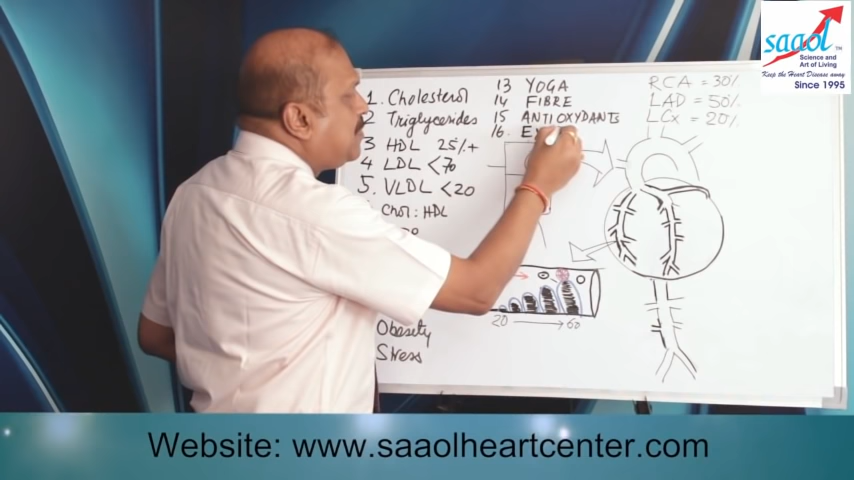 saaol TM
Science and
Art of Living
Keep the Heart Disease away
Since 1995
1. Cholesterol
2 Triglycerides
3 HDL 25%+
4 LDL <70
5. VLDL <20
Chol: HDL
Obesity
Stress
13 YOGA
14 FIBRE
15 ANTIOXYDANTS
16. Ex
RCA = 30%
LAD = 50%
LCx = 20%
20 → 60
Website: www.saaolheartcenter.com